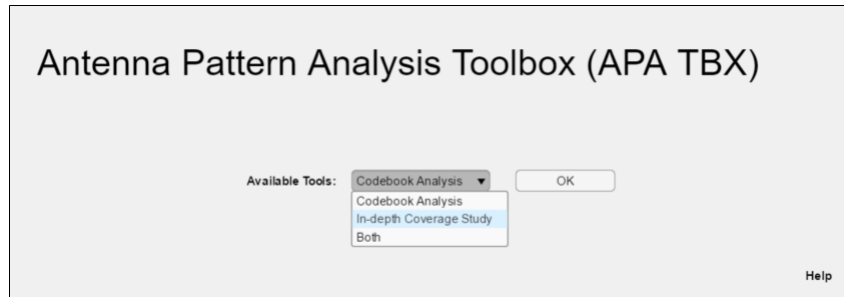 Antenna Pattern Analysis Toolbox (APA TBX)
Available Tools: Codebook Analysis ▼ OK
Codebook Analysis
In-depth Coverage Study
Both
Help